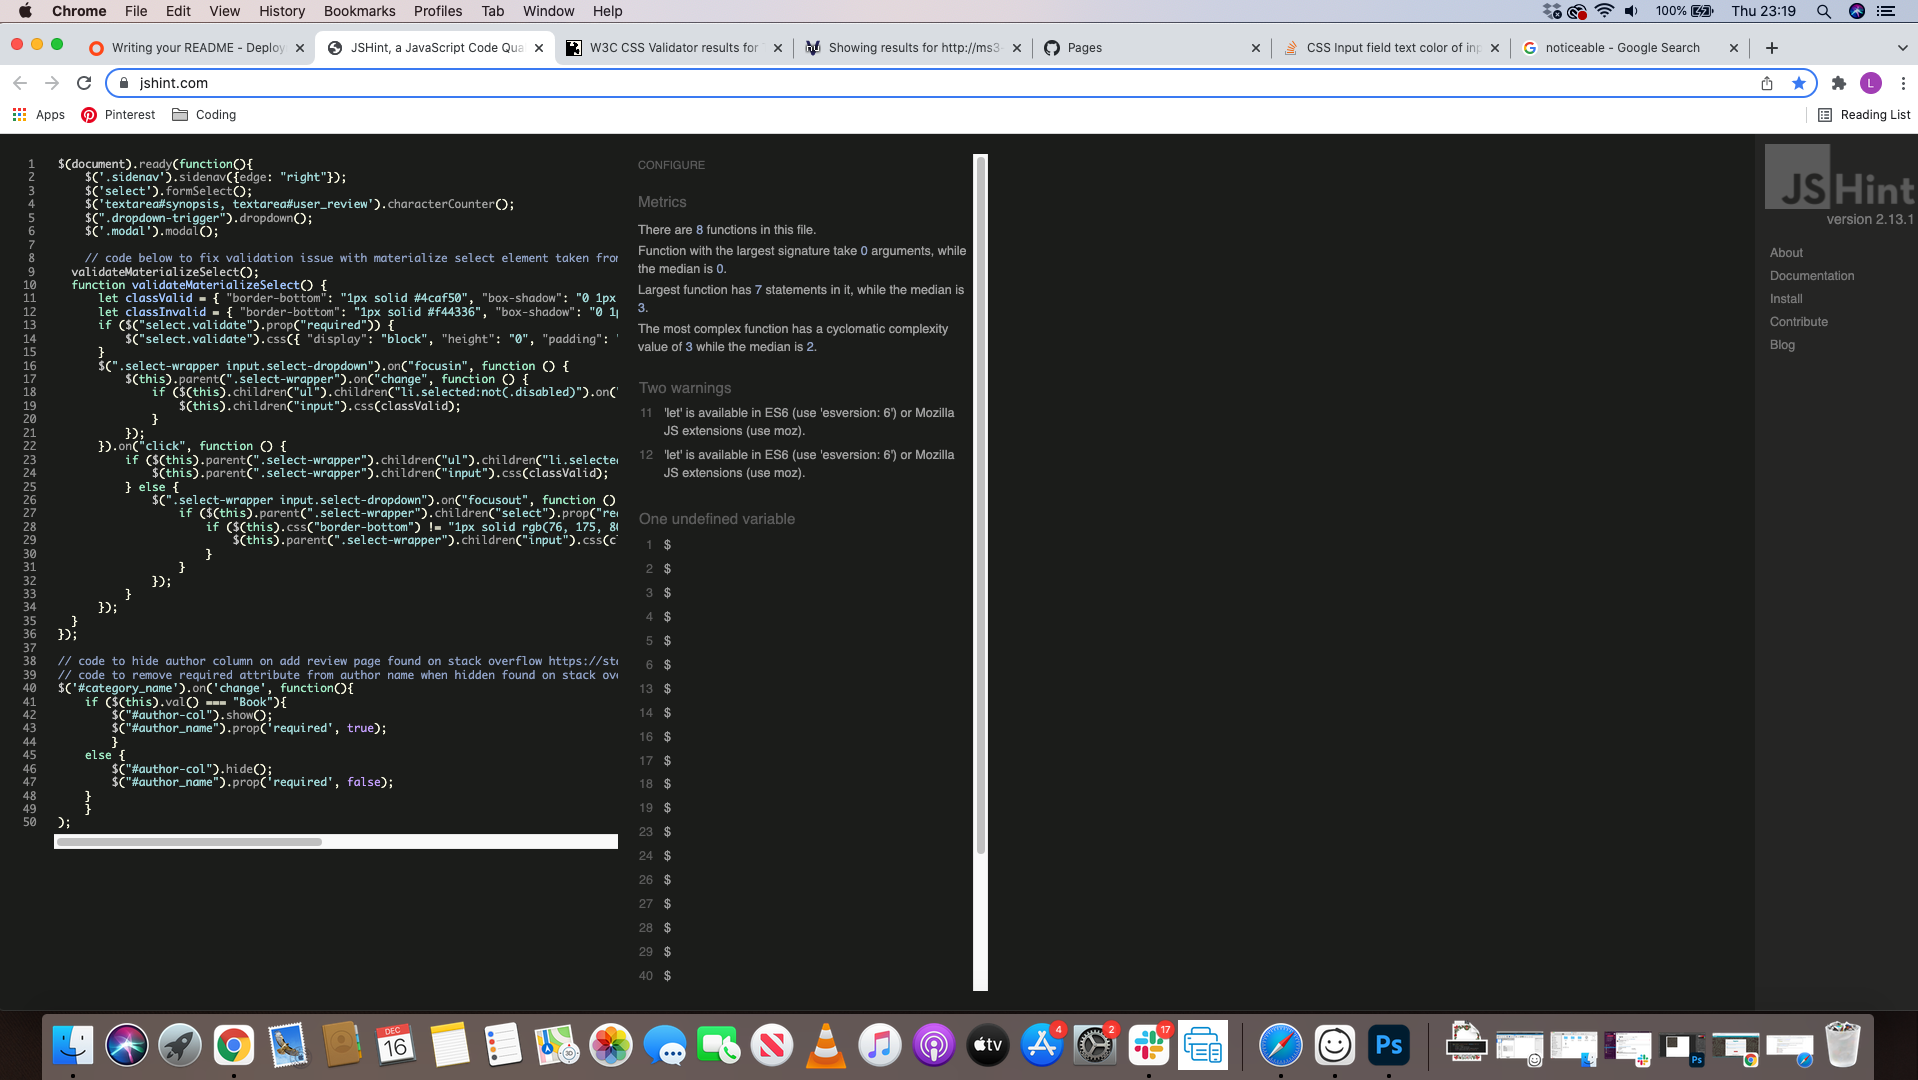 Chrome File Edit View History Bookmarks Profiles Tab Window Help 100% Thu 23:19
Writing your README - Deploy JSHint, a JavaScript Code Qua W3C CSS Validator results for Showing results for http://ms3- Pages CSS Input field text color of inp noticeable - Google Search
jshint.com L
Apps Pinterest Coding Reading List
1 $(document).ready(function(){
2 $('.sidenav').sidenav({edge: "right"});
3 $('select').formSelect();
4 $('textarea#synopsis, textarea#user_review').characterCounter();
5 $(".dropdown-trigger").dropdown();
6 $('.modal').modal();
7
8 // code below to fix validation issue with materialize select element taken from
9 validateMaterializeSelect();
10 function validateMaterializeSelect() {
11 let classValid = { "border-bottom": "1px solid #4caf50", "box-shadow": "0 1px
12 let classInvalid = { "border-bottom": "1px solid #f44336", "box-shadow": "0 1p
13 if ($("select.validate").prop("required")) {
14 $("select.validate").css({ "display": "block", "height": "0", "padding": "
15 }
16 $(".select-wrapper input.select-dropdown").on("focusin", function () {
17 $(this).parent(".select-wrapper").on("change", function () {
18 if ($(this).children("ul").children("li.selected:not(.disabled)").on("
19 $(this).children("input").css(classValid);
20 }
21 });
22 }).on("click", function () {
23 if ($(this).parent(".select-wrapper").children("ul").children("li.selected
24 $(this).parent(".select-wrapper").children("input").css(classValid);
25 } else {
26 $(".select-wrapper input.select-dropdown").on("focusout", function ()
27 if ($(this).parent(".select-wrapper").children("select").prop("req
28 if ($(this).css("border-bottom") != "1px solid rgb(76, 175, 80
29 $(this).parent(".select-wrapper").children("input").css(cl
30 }
31 }
32 });
33 }
34 });
35 }
36 });
37
38 // code to hide author column on add review page found on stack overflow https://sta
39 // code to remove required attribute from author name when hidden found on stack ove
40 $('#category_name').on('change', function(){
41 if ($(this).val() === "Book"){
42 $("#author-col").show();
43 $("#author_name").prop('required', true);
44 }
45 else {
46 $("#author-col").hide();
47 $("#author_name").prop('required', false);
48 }
49 }
50 );
CONFIGURE
Metrics
There are 8 functions in this file.
Function with the largest signature take 0 arguments, while
the median is 0.
Largest function has 7 statements in it, while the median is
3.
The most complex function has a cyclomatic complexity
value of 3 while the median is 2.
Two warnings
11 'let' is available in ES6 (use 'esversion: 6') or Mozilla
JS extensions (use moz).
12 'let' is available in ES6 (use 'esversion: 6') or Mozilla
JS extensions (use moz).
One undefined variable
1 $
2 $
3 $
4 $
5 $
6 $
13 $
14 $
16 $
17 $
18 $
19 $
23 $
24 $
26 $
27 $
28 $
29 $
40 $
JSHint
version 2.13.1
About
Documentation
Install
Contribute
Blog
DEC
16
3D
tv
4
2
17
Ps